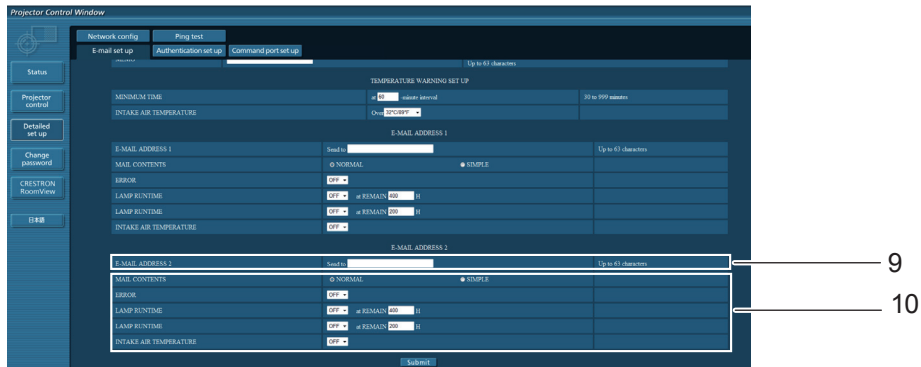 Projector Control Window
Network config Ping test
E-mail set up Authentication set up Command port set up
Status
Projector control
Detailed set up
Change password
CRESTRON RoomView
日本語
MEMO Up to 63 characters
TEMPERATURE WARNING SET UP
MINIMUM TIME at 60 -minute interval 30 to 999 minutes
INTAKE AIR TEMPERATURE Over 32°C/89°F
E-MAIL ADDRESS 1
E-MAIL ADDRESS 1 Send to Up to 63 characters
MAIL CONTENTS NORMAL SIMPLE
ERROR OFF
LAMP RUNTIME OFF at REMAIN 400 H
LAMP RUNTIME OFF at REMAIN 200 H
INTAKE AIR TEMPERATURE OFF
E-MAIL ADDRESS 2
E-MAIL ADDRESS 2 Send to Up to 63 characters 9
MAIL CONTENTS NORMAL SIMPLE
ERROR OFF
LAMP RUNTIME OFF at REMAIN 400 H 10
LAMP RUNTIME OFF at REMAIN 200 H
INTAKE AIR TEMPERATURE OFF
Submit